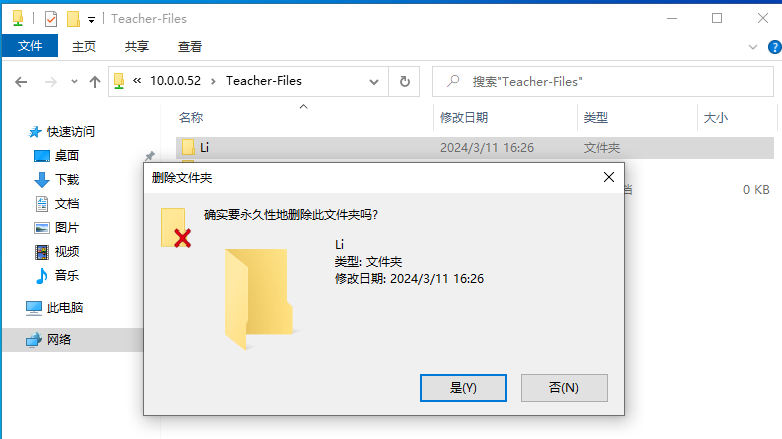 Teacher-Files
文件 主页 共享 查看
« 10.0.0.52 › Teacher-Files
搜索"Teacher-Files"
名称 修改日期 类型 大小
快速访问
Li 2024/3/11 16:26 文件夹
桌面
下载
文档
图片
视频
音乐
此电脑
网络
档 0 KB
删除文件夹
确实要永久性地删除此文件夹吗?
Li
类型: 文件夹
修改日期: 2024/3/11 16:26
是(Y) 否(N)